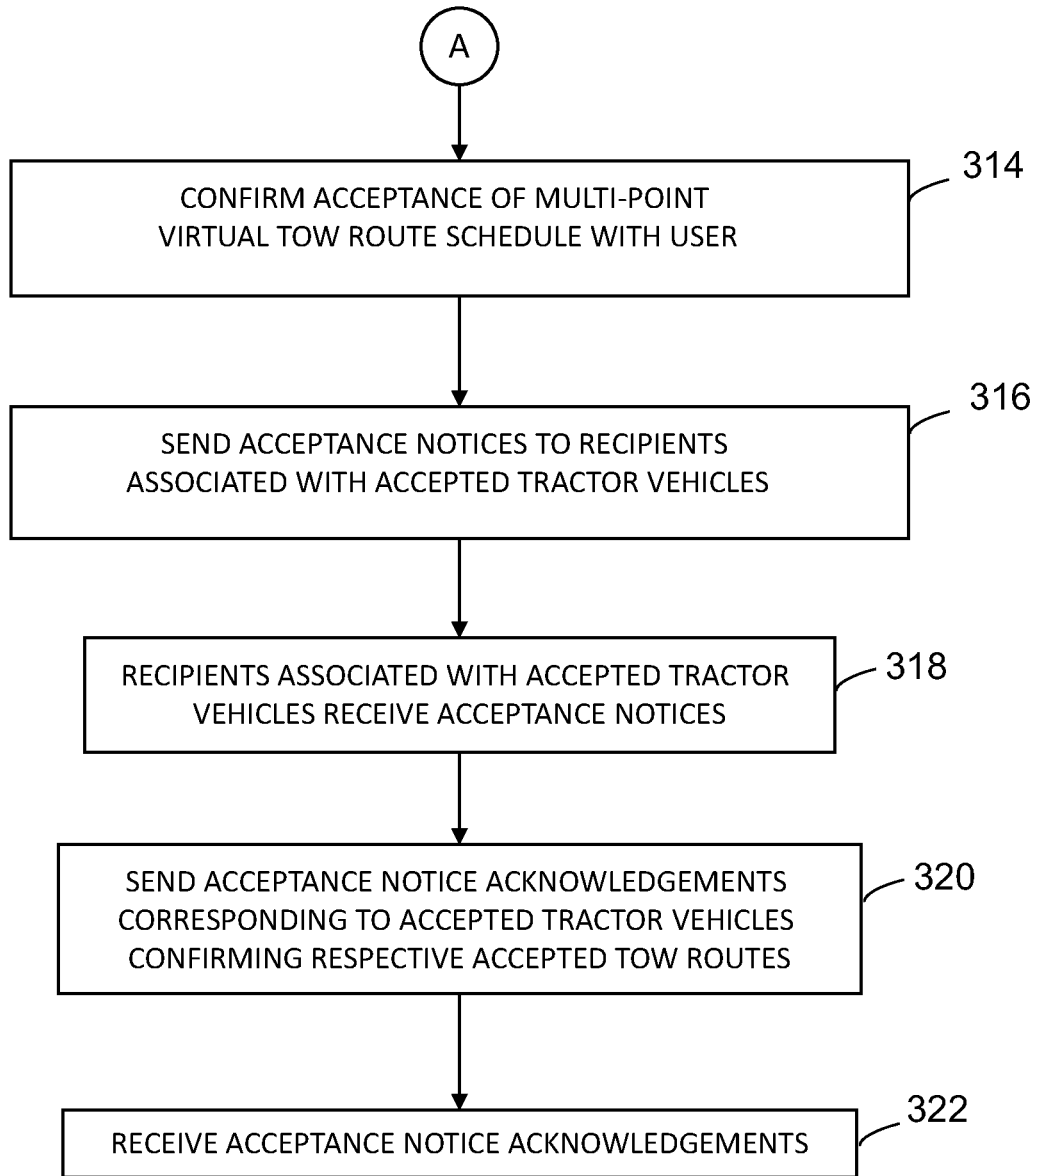 A
314
CONFIRM ACCEPTANCE OF MULTI-POINT
VIRTUAL TOW ROUTE SCHEDULE WITH USER
316
SEND ACCEPTANCE NOTICES TO RECIPIENTS
ASSOCIATED WITH ACCEPTED TRACTOR VEHICLES
318
RECIPIENTS ASSOCIATED WITH ACCEPTED TRACTOR
VEHICLES RECEIVE ACCEPTANCE NOTICES
320
SEND ACCEPTANCE NOTICE ACKNOWLEDGEMENTS
CORRESPONDING TO ACCEPTED TRACTOR VEHICLES
CONFIRMING RESPECTIVE ACCEPTED TOW ROUTES
322
RECEIVE ACCEPTANCE NOTICE ACKNOWLEDGEMENTS